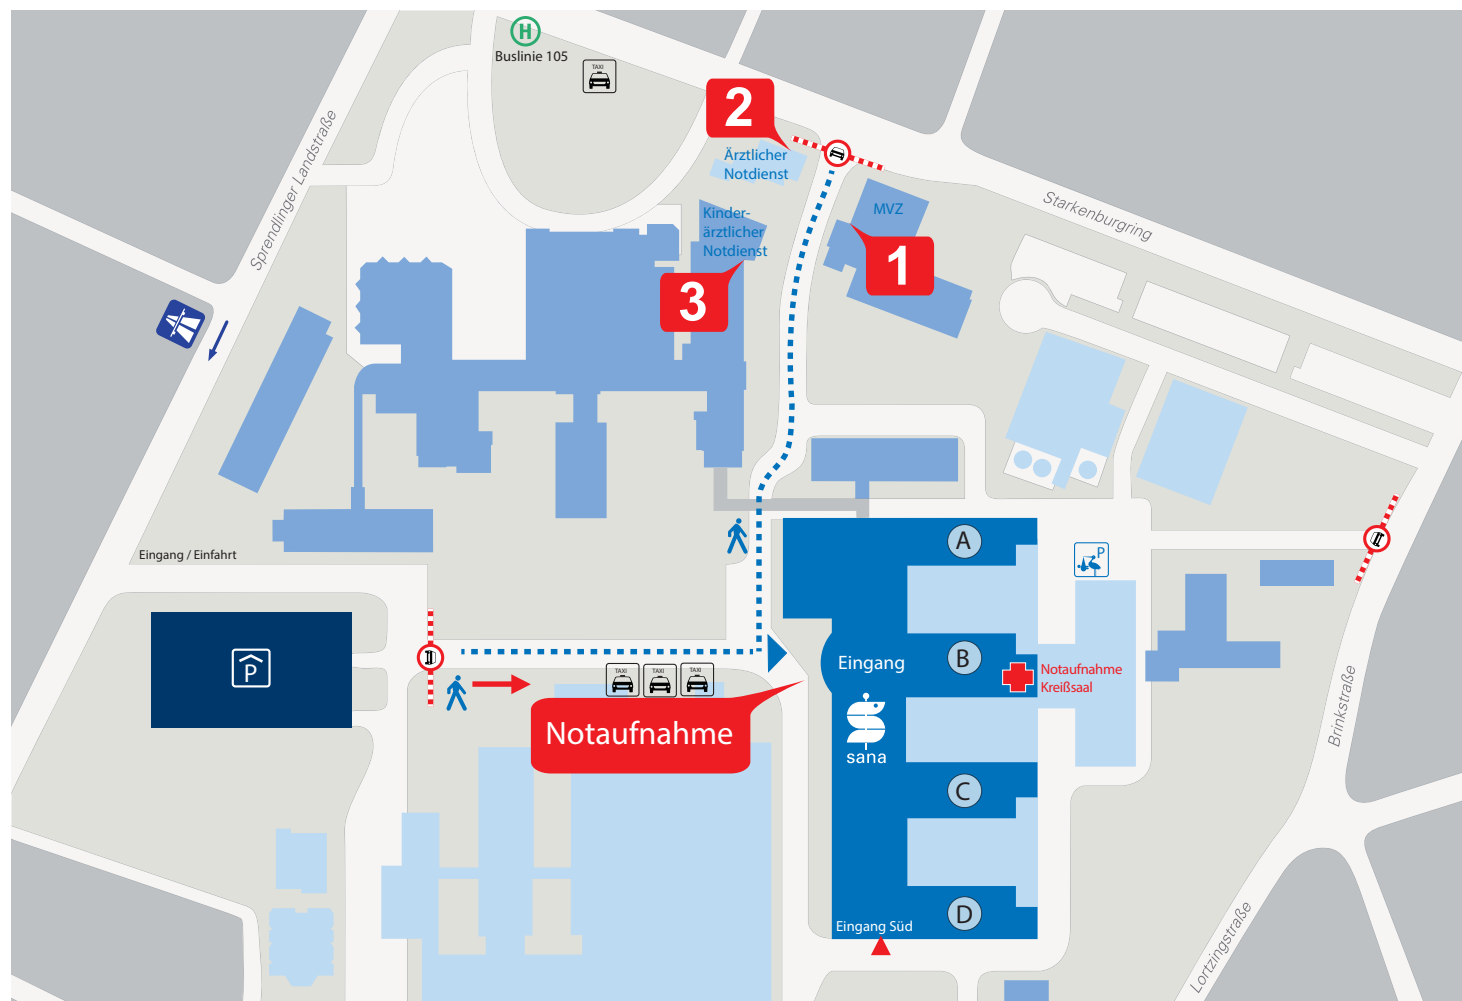 H
Buslinie 105
TAXI
2
Ärztlicher
Notdienst
Sprendlinger Landstraße
Starkenburgring
MVZ
Kinder-
ärztlicher
Notdienst
1
3
Eingang / Einfahrt
A
P
B
Eingang
Notaufnahme
Kreißsaal
P
TAXI
TAXI
TAXI
Notaufnahme
sana
Brinkstraße
C
D
Eingang Süd
Lortzingstraße